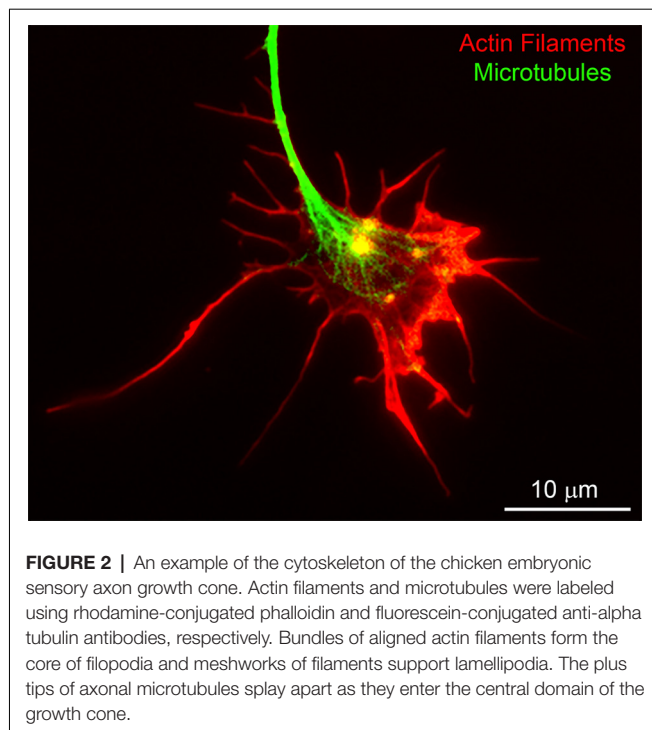 Actin Filaments
Microtubules
10 μm
FIGURE 2 | An example of the cytoskeleton of the chicken embryonic
sensory axon growth cone. Actin filaments and microtubules were labeled
using rhodamine-conjugated phalloidin and fluorescein-conjugated anti-alpha
tubulin antibodies, respectively. Bundles of aligned actin filaments form the
core of filopodia and meshworks of filaments support lamellipodia. The plus
tips of axonal microtubules splay apart as they enter the central domain of the
growth cone.